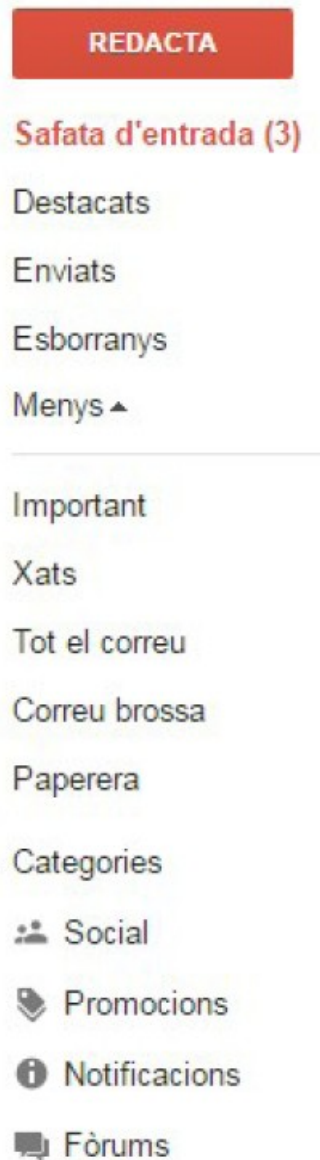 REDACTA
Safata d'entrada (3)
Destacats
Enviats
Esborranys
Menys
Important
Xats
Tot el correu
Correu brossa
Paperera
Categories
Social
Promocions
Notificacions
Fòrums